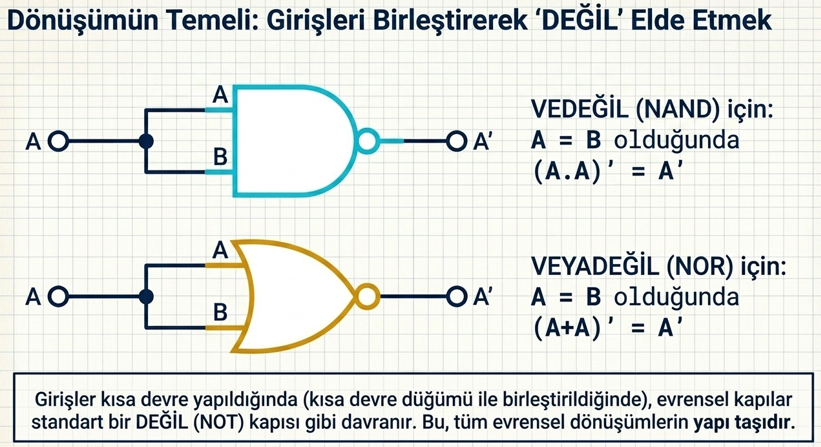 Dönüşümün Temeli: Girişleri Birleştirerek ‘DEĞİL’ Elde Etmek
A
A
B
A’
VEDEĞİL (NAND) için:
A = B olduğunda
(A.A)’ = A’
A
A
B
A’
VEYADEĞİL (NOR) için:
A = B olduğunda
(A+A)’ = A’
Girişler kısa devre yapıldığında (kısa devre düğümü ile birleştirildiğinde), evrensel kapılar
standart bir DEĞİL (NOT) kapısı gibi davranır. Bu, tüm evrensel dönüşümlerin yapı taşıdır.